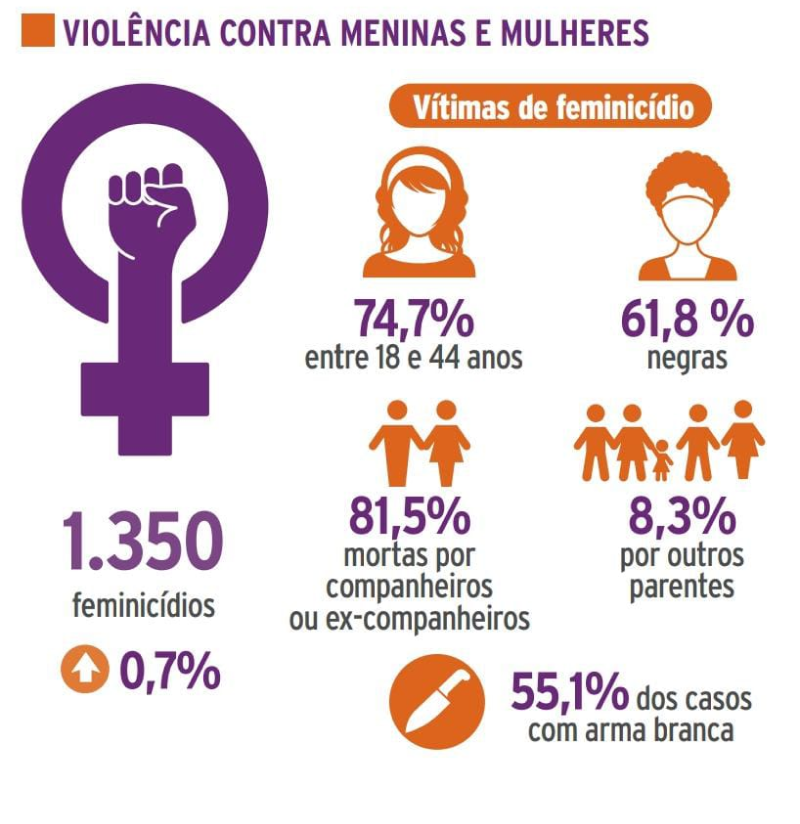 VIOLÊNCIA CONTRA MENINAS E MULHERES
Vítimas de feminicídio
74,7%
entre 18 e 44 anos
61,8 %
negras
81,5%
mortas por
companheiros
ou ex-companheiros
8,3%
por outros
parentes
1.350
feminicídios
0,7%
55,1% dos casos
com arma branca